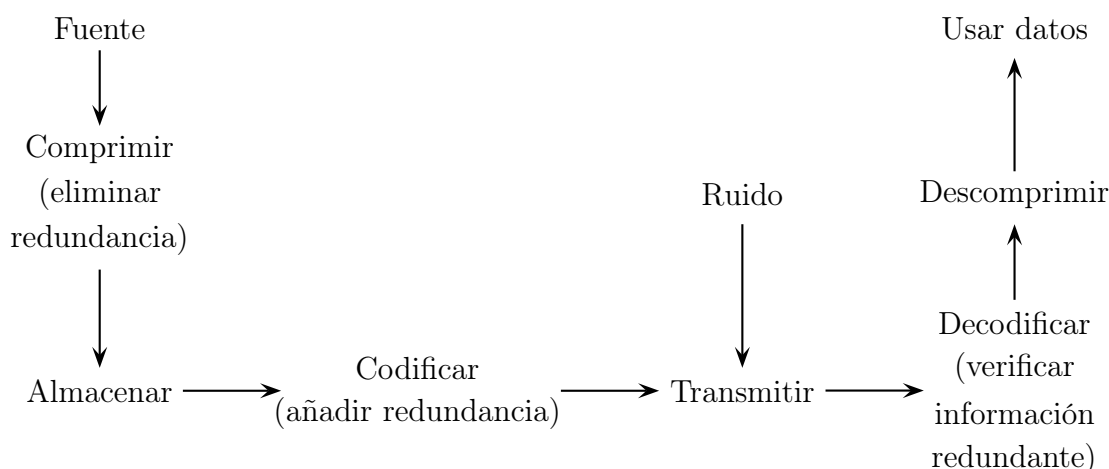 Fuente
Usar datos
Comprimir
(eliminar
redundancia)
Ruido
Descomprimir
Almacenar
Codificar
(añadir redundancia)
Transmitir
Decodificar
(verificar
información
redundante)